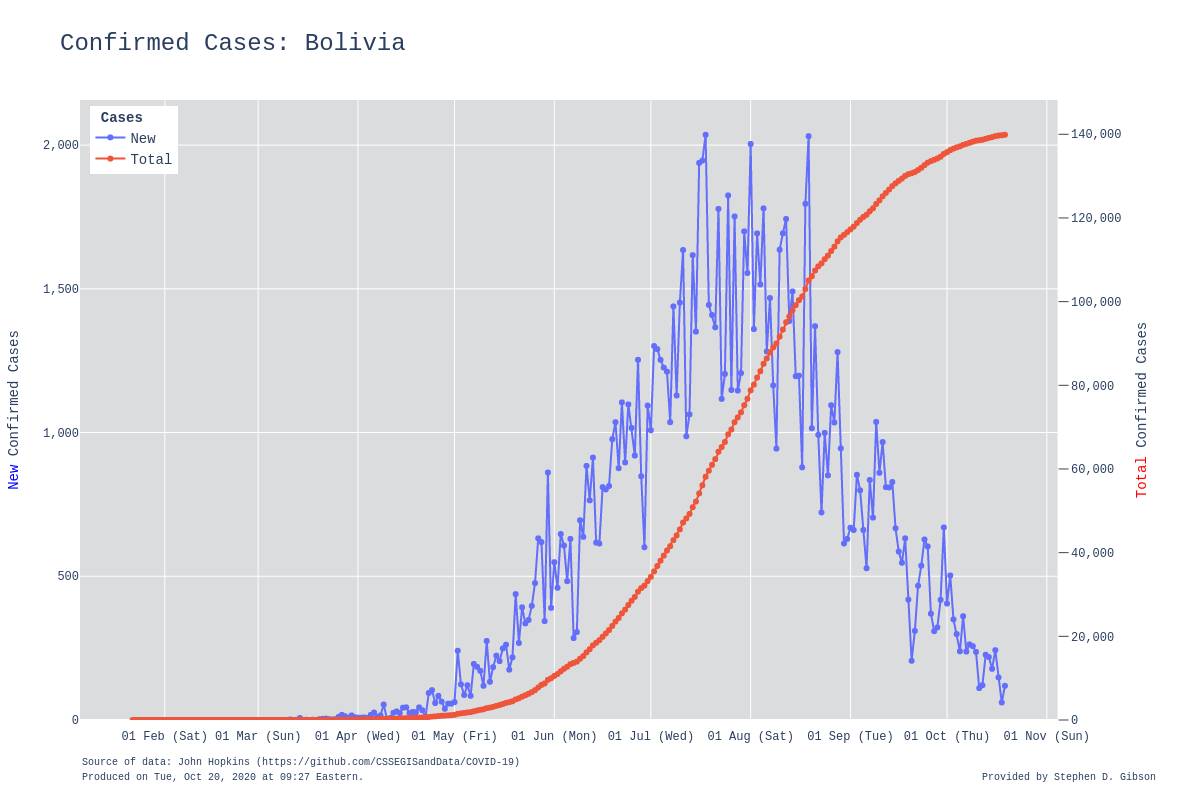 Confirmed Cases: Bolivia
Cases
New
Total
2,000
1,500
1,000
500
0
New Confirmed Cases
140,000
120,000
100,000
80,000
60,000
40,000
20,000
0
Total Confirmed Cases
01 Feb (Sat) 01 Mar (Sun) 01 Apr (Wed) 01 May (Fri) 01 Jun (Mon) 01 Jul (Wed) 01 Aug (Sat) 01 Sep (Tue) 01 Oct (Thu) 01 Nov (Sun)
Source of data: John Hopkins (https://github.com/CSSEGISandData/COVID-19)
Produced on Tue, Oct 20, 2020 at 09:27 Eastern.
Provided by Stephen D. Gibson